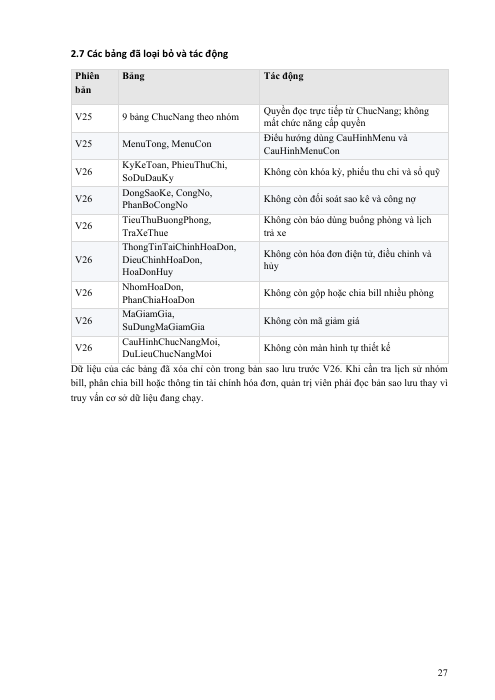 2.7 Các bảng đã loại bỏ và tác động
Phiên bản Bảng Tác động
V25 9 bảng ChucNang theo nhóm Quyền đọc trực tiếp từ ChucNang; không mất chức năng cấp quyền
V25 MenuTong, MenuCon Điều hướng dùng CauHinhMenu và CauHinhMenuCon
V26 KyKeToan, PhieuThuChi, SoDuDauKy Không còn khóa kỳ, phiếu thu chi và sổ quỹ
V26 DongSaoKe, CongNo, PhanBoCongNo Không còn đối soát sao kê và công nợ
V26 TieuThuBuongPhong, TraXeThue Không còn báo dùng buồng phòng và lịch trả xe
V26 ThongTinTaiChinhHoaDon, DieuChinhHoaDon, HoaDonHuy Không còn hóa đơn điện tử, điều chỉnh và hủy
V26 NhomHoaDon, PhanChiaHoaDon Không còn gộp hoặc chia bill nhiều phòng
V26 MaGiamGia, SuDungMaGiamGia Không còn mã giảm giá
V26 CauHinhChucNangMoi, DuLieuChucNangMoi Không còn màn hình tự thiết kế
Dữ liệu của các bảng đã xóa chỉ còn trong bản sao lưu trước V26. Khi cần tra lịch sử nhóm
bill, phân chia bill hoặc thông tin tài chính hóa đơn, quản trị viên phải đọc bản sao lưu thay vì
truy vấn cơ sở dữ liệu đang chạy.
27